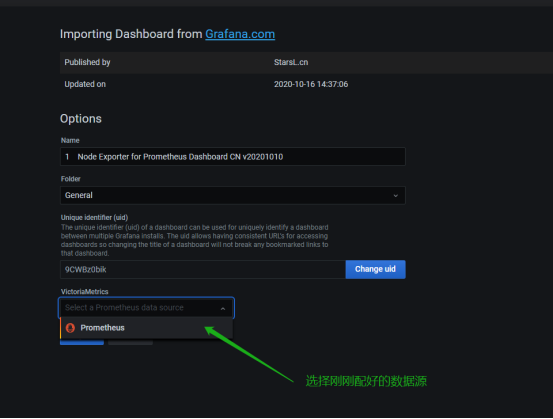 Importing Dashboard from Grafana.com
Published by StarsL.cn
Updated on 2020-10-16 14:37:06
Options
Name
1 Node Exporter for Prometheus Dashboard CN v20201010
Folder
General
Unique identifier (uid)
The unique identifier (uid) of a dashboard can be used for uniquely identify a dashboard
between multiple Grafana installs. The uid allows having consistent URL's for accessing
dashboards so changing the title of a dashboard will not break any bookmarked links to
that dashboard.
9CWBz0bik Change uid
VictoriaMetrics
Select a Prometheus data source
Prometheus
选择刚刚配好的数据源